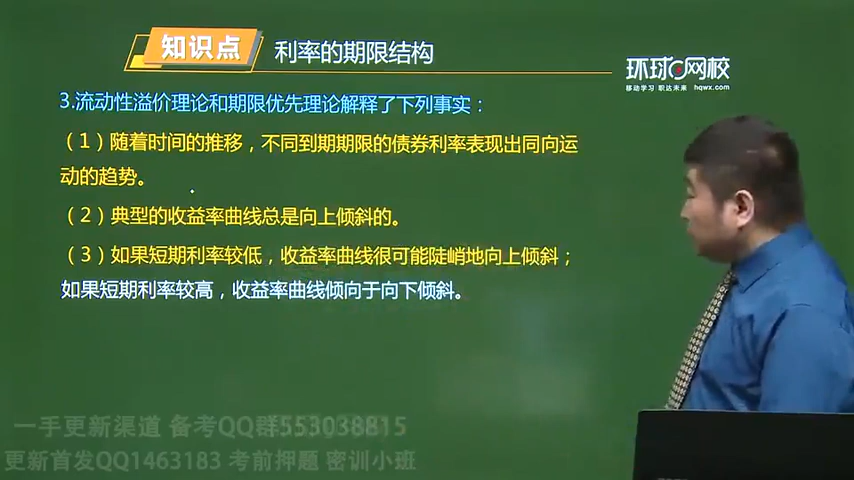 知识点
利率的期限结构
环球网校
移动学习 职达未来 hqwx.com
3.流动性溢价理论和期限优先理论解释了下列事实：
（1）随着时间的推移，不同到期期限的债券利率表现出同向运
动的趋势。
（2）典型的收益率曲线总是向上倾斜的。
（3）如果短期利率较低，收益率曲线很可能陡峭地向上倾斜；
如果短期利率较高，收益率曲线倾向于向下倾斜。
一手更新渠道 备考QQ群553038815
更新首发QQ1463183 考前押题 密训小班